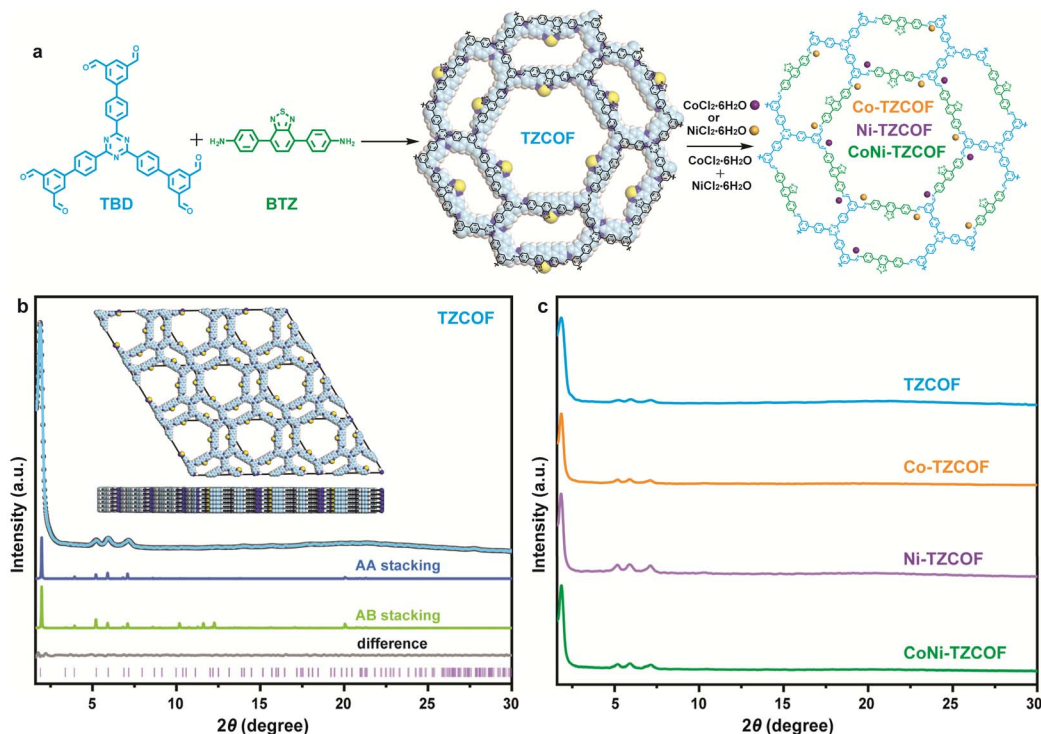 a
O
O
O
O
O
O
N
N
N
TBD
+
H₂N
N
S
N
NH₂
BTZ
TZCOF
CoCl₂·6H₂O
or
NiCl₂·6H₂O
CoCl₂·6H₂O
+
NiCl₂·6H₂O
Co-TZCOF
Ni-TZCOF
CoNi-TZCOF
b
TZCOF
Intensity (a.u.)
AA stacking
AB stacking
difference
5 10 15 20 25 30
2θ (degree)
c
TZCOF
Co-TZCOF
Ni-TZCOF
CoNi-TZCOF
Intensity (a.u.)
5 10 15 20 25 30
2θ (degree)